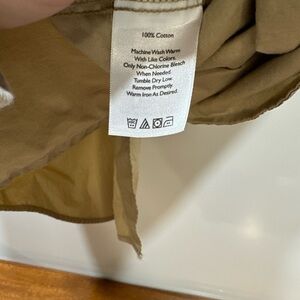 100% Cotton
Machine Wash Warm
With Like Colors.
Only Non-Chlorine Bleach
When Needed.
Tumble Dry Low.
Remove Promptly.
Warm Iron As Desired.